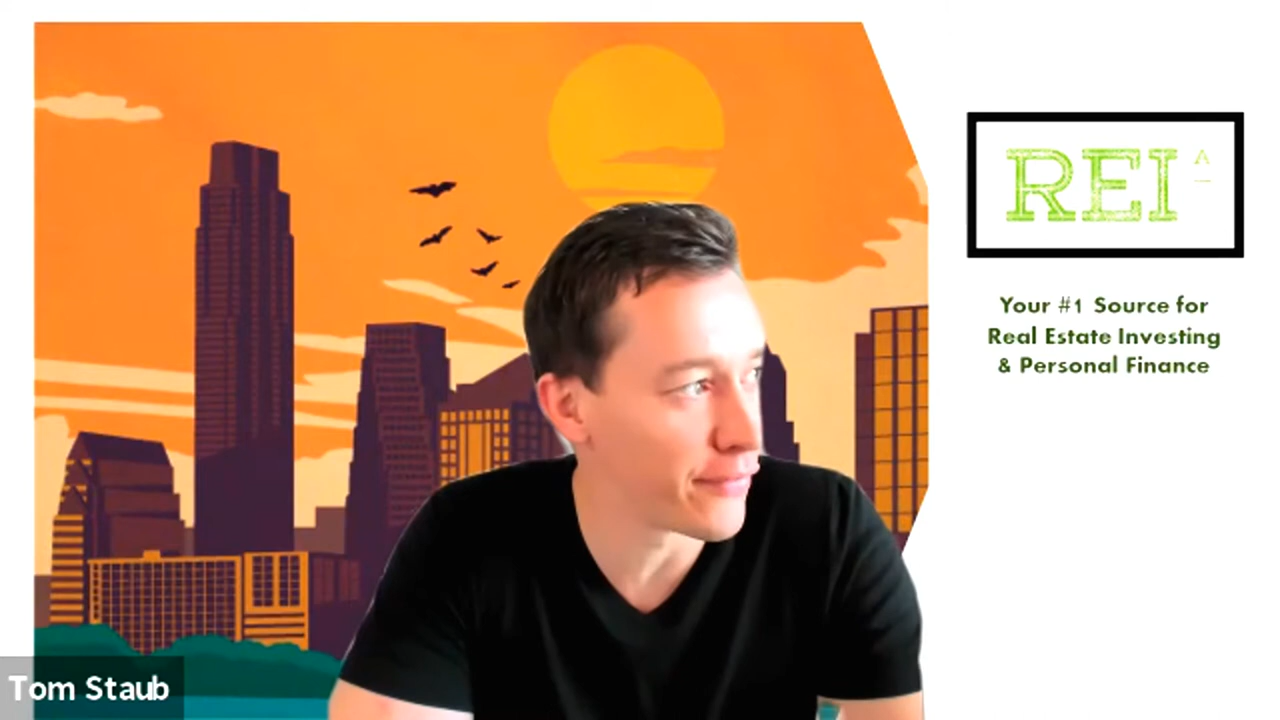 REI A
Your #1 Source for
Real Estate Investing
& Personal Finance
Tom Staub